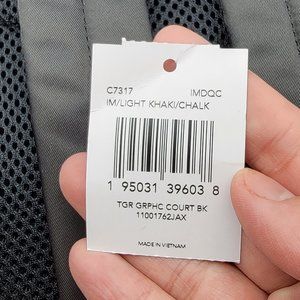 C7317 IMDQC
IM/LIGHT KHAKI/CHALK
1 95031 39603 8
TGR GRPHC COURT BK
11001762JAX
MADE IN VIETNAM